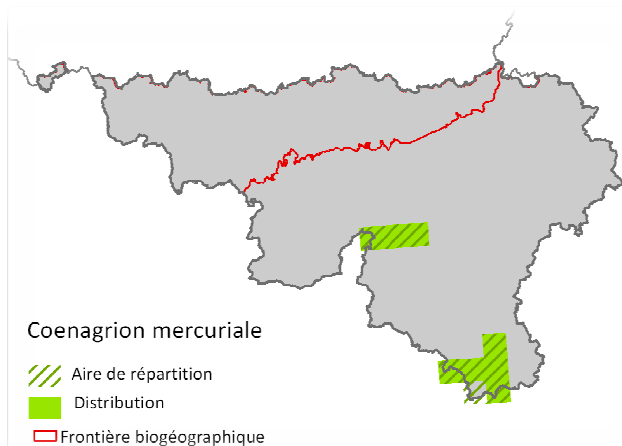 Coenagrion mercuriale
Aire de répartition
Distribution
Frontière biogéographique